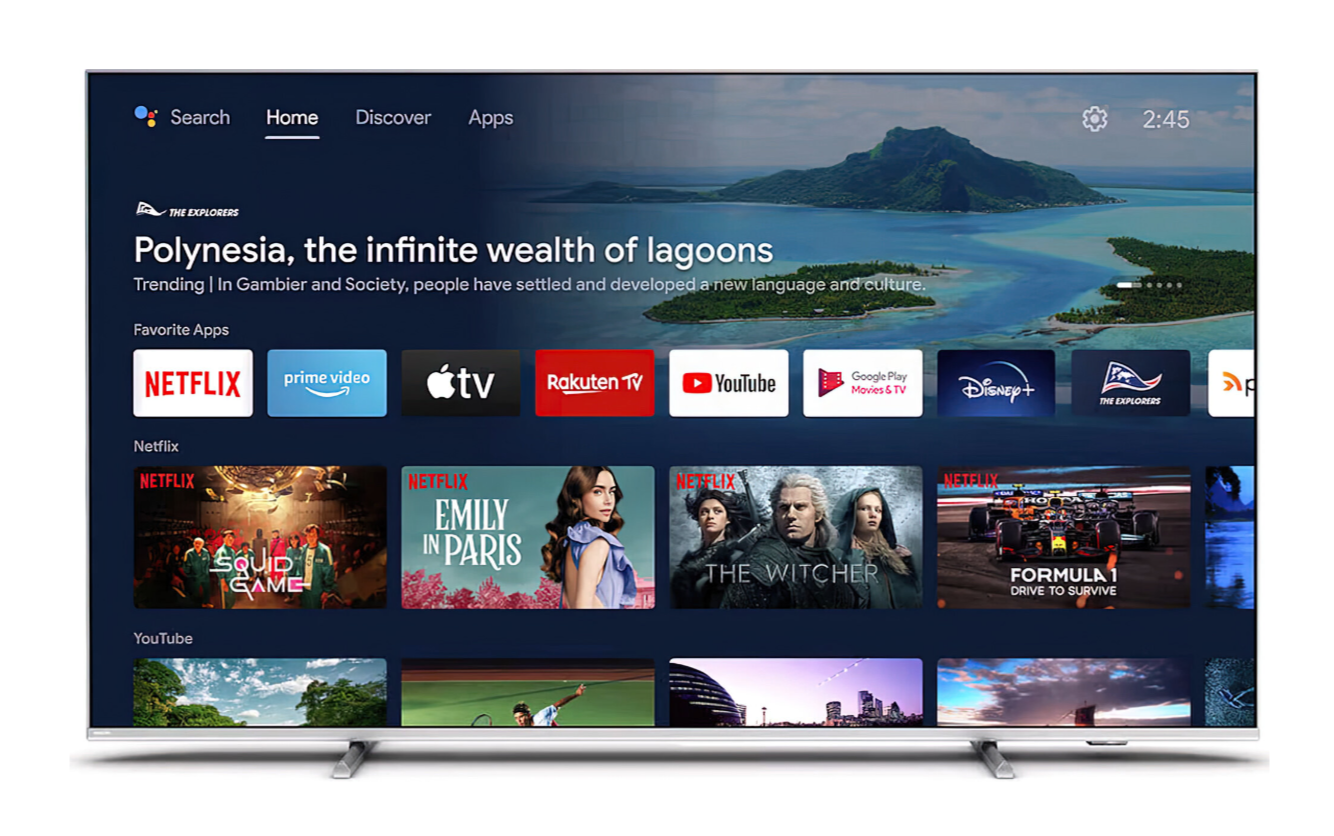 Search Home Discover Apps 2:45
THE EXPLORERS
Polynesia, the infinite wealth of lagoons
Trending | In Gambier and Society, people have settled and developed a new language and culture.
Favorite Apps
NETFLIX
prime video
tv
Rakuten TV
YouTube
Google Play
Movies & TV
Disney+
THE EXPLORERS
p
Netflix
NETFLIX
SQUID
GAME
NETFLIX
EMILY
IN PARIS
NETFLIX
THE WITCHER
NETFLIX
FORMULA 1
DRIVE TO SURVIVE
YouTube